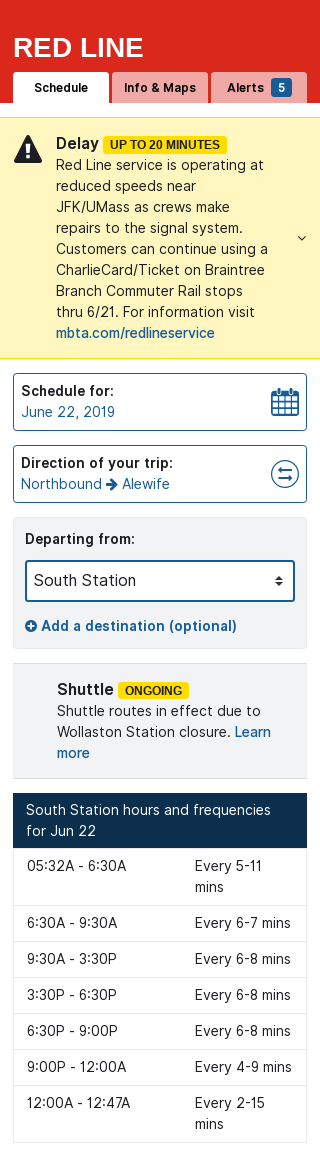 RED LINE
Schedule
Info & Maps
Alerts 5
Delay UP TO 20 MINUTES
Red Line service is operating at
reduced speeds near
JFK/UMass as crews make
repairs to the signal system.
Customers can continue using a
CharlieCard/Ticket on Braintree
Branch Commuter Rail stops
thru 6/21. For information visit
mbta.com/redlineservice
Schedule for:
June 22, 2019
Direction of your trip:
Northbound → Alewife
Departing from:
South Station
Add a destination (optional)
Shuttle ONGOING
Shuttle routes in effect due to
Wollaston Station closure. Learn
more
South Station hours and frequencies
for Jun 22
05:32A - 6:30A Every 5-11
mins
6:30A - 9:30A Every 6-7 mins
9:30A - 3:30P Every 6-8 mins
3:30P - 6:30P Every 6-8 mins
6:30P - 9:00P Every 6-8 mins
9:00P - 12:00A Every 4-9 mins
12:00A - 12:47A Every 2-15
mins